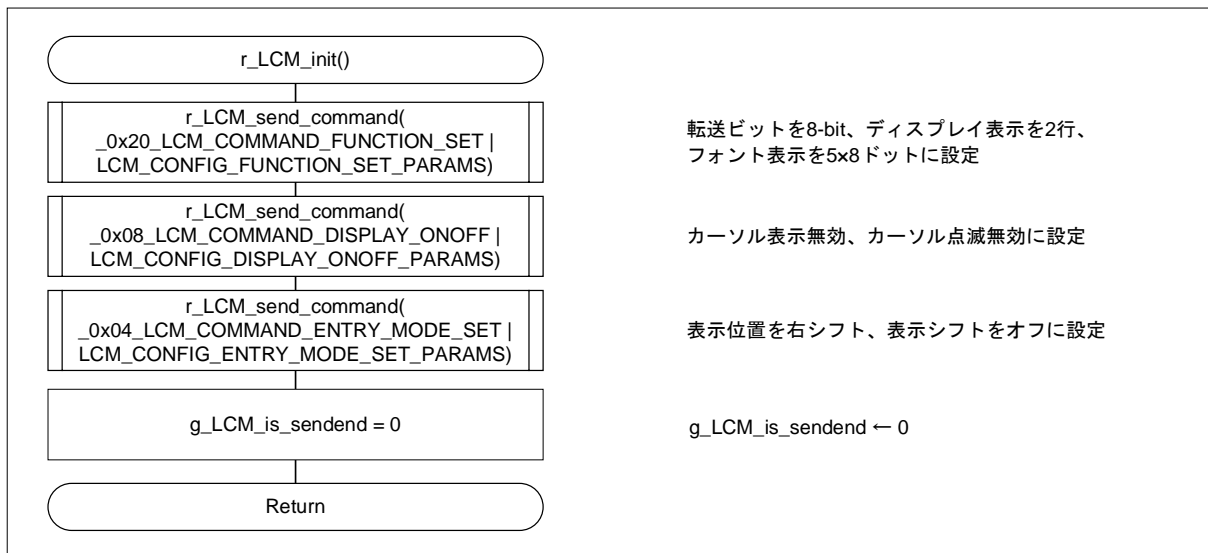 r_LCM_init()
r_LCM_send_command(
_0x20_LCM_COMMAND_FUNCTION_SET |
LCM_CONFIG_FUNCTION_SET_PARAMS)
転送ビットを8-bit、ディスプレイ表示を2行、
フォント表示を5×8ドットに設定
r_LCM_send_command(
_0x08_LCM_COMMAND_DISPLAY_ONOFF |
LCM_CONFIG_DISPLAY_ONOFF_PARAMS)
カーソル表示無効、カーソル点滅無効に設定
r_LCM_send_command(
_0x04_LCM_COMMAND_ENTRY_MODE_SET |
LCM_CONFIG_ENTRY_MODE_SET_PARAMS)
表示位置を右シフト、表示シフトをオフに設定
g_LCM_is_sendend = 0
g_LCM_is_sendend ← 0
Return